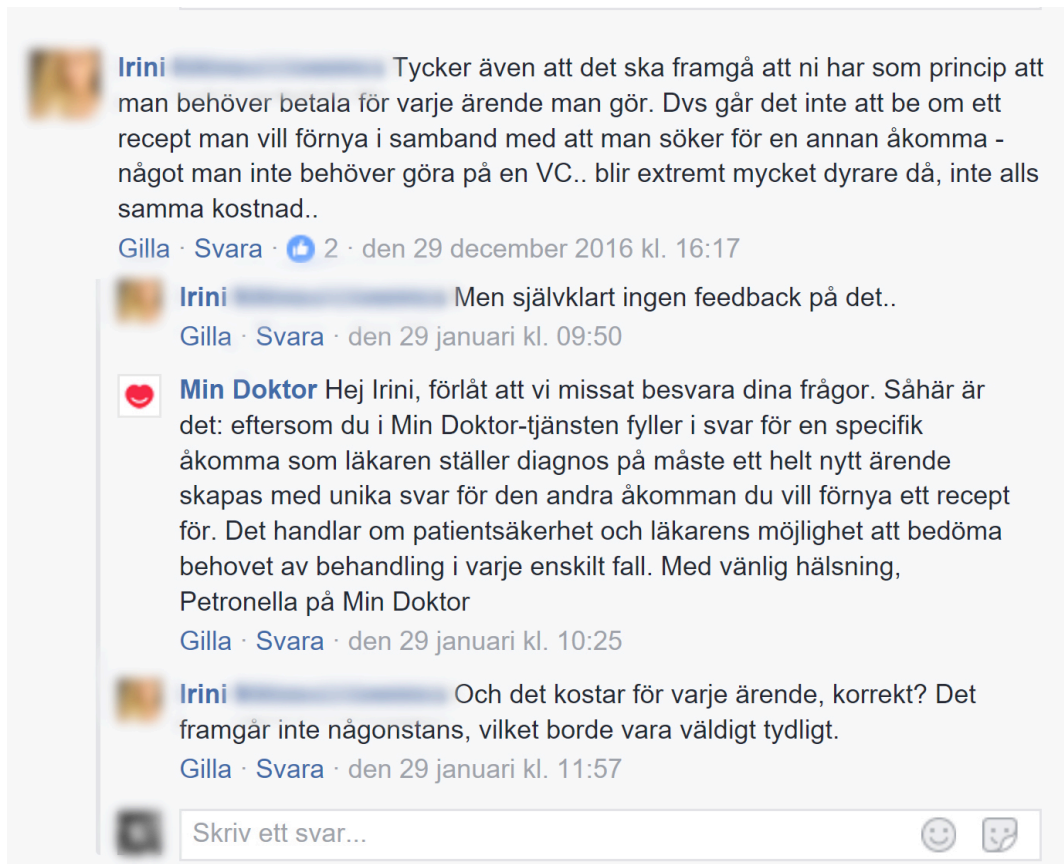 Irini Tycker även att det ska framgå att ni har som princip att
man behöver betala för varje ärende man gör. Dvs går det inte att be om ett
recept man vill förnya i samband med att man söker för en annan åkomma -
något man inte behöver göra på en VC.. blir extremt mycket dyrare då, inte alls
samma kostnad..
Gilla · Svara · 2 · den 29 december 2016 kl. 16:17
Irini Men självklart ingen feedback på det..
Gilla · Svara · den 29 januari kl. 09:50
Min Doktor Hej Irini, förlåt att vi missat besvara dina frågor. Såhär är
det: eftersom du i Min Doktor-tjänsten fyller i svar för en specifik
åkomma som läkaren ställer diagnos på måste ett helt nytt ärende
skapas med unika svar för den andra åkomman du vill förnya ett recept
för. Det handlar om patientsäkerhet och läkarens möjlighet att bedöma
behovet av behandling i varje enskilt fall. Med vänlig hälsning,
Petronella på Min Doktor
Gilla · Svara · den 29 januari kl. 10:25
Irini Och det kostar för varje ärende, korrekt? Det
framgår inte någonstans, vilket borde vara väldigt tydligt.
Gilla · Svara · den 29 januari kl. 11:57
Skriv ett svar...